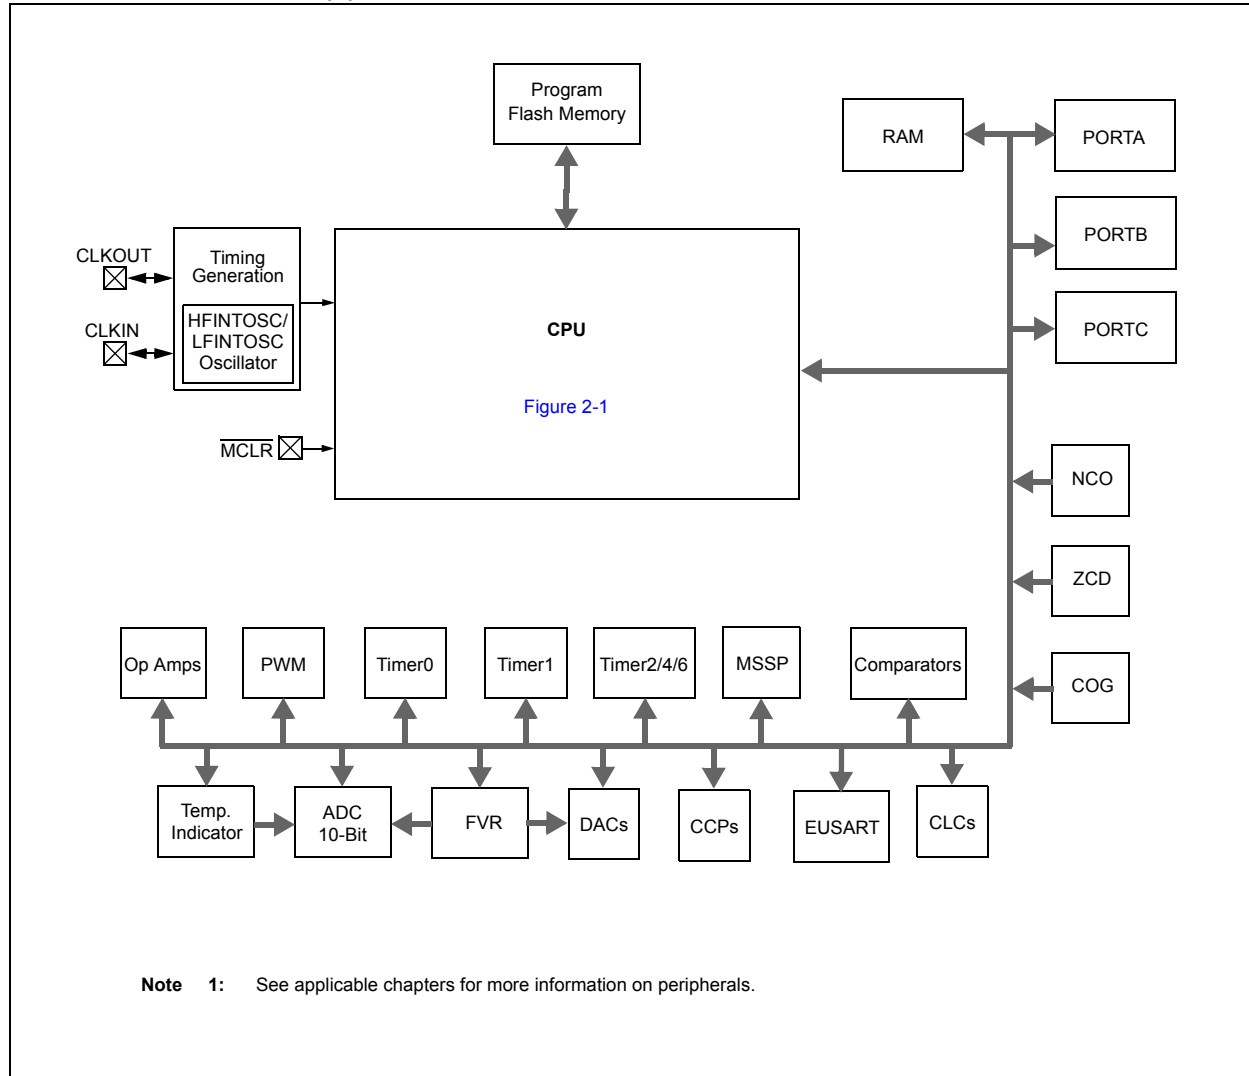 Program
Flash Memory
RAM
PORTA
CLKOUT
Timing
Generation
PORTB
CLKIN
HFINTOSC/
LFINTOSC
Oscillator
CPU
PORTC
Figure 2-1
MCLR
NCO
ZCD
Op Amps
PWM
Timer0
Timer1
Timer2/4/6
MSSP
Comparators
COG
Temp.
Indicator
ADC
10-Bit
FVR
DACs
CCPs
EUSART
CLCs
Note 1: See applicable chapters for more information on peripherals.